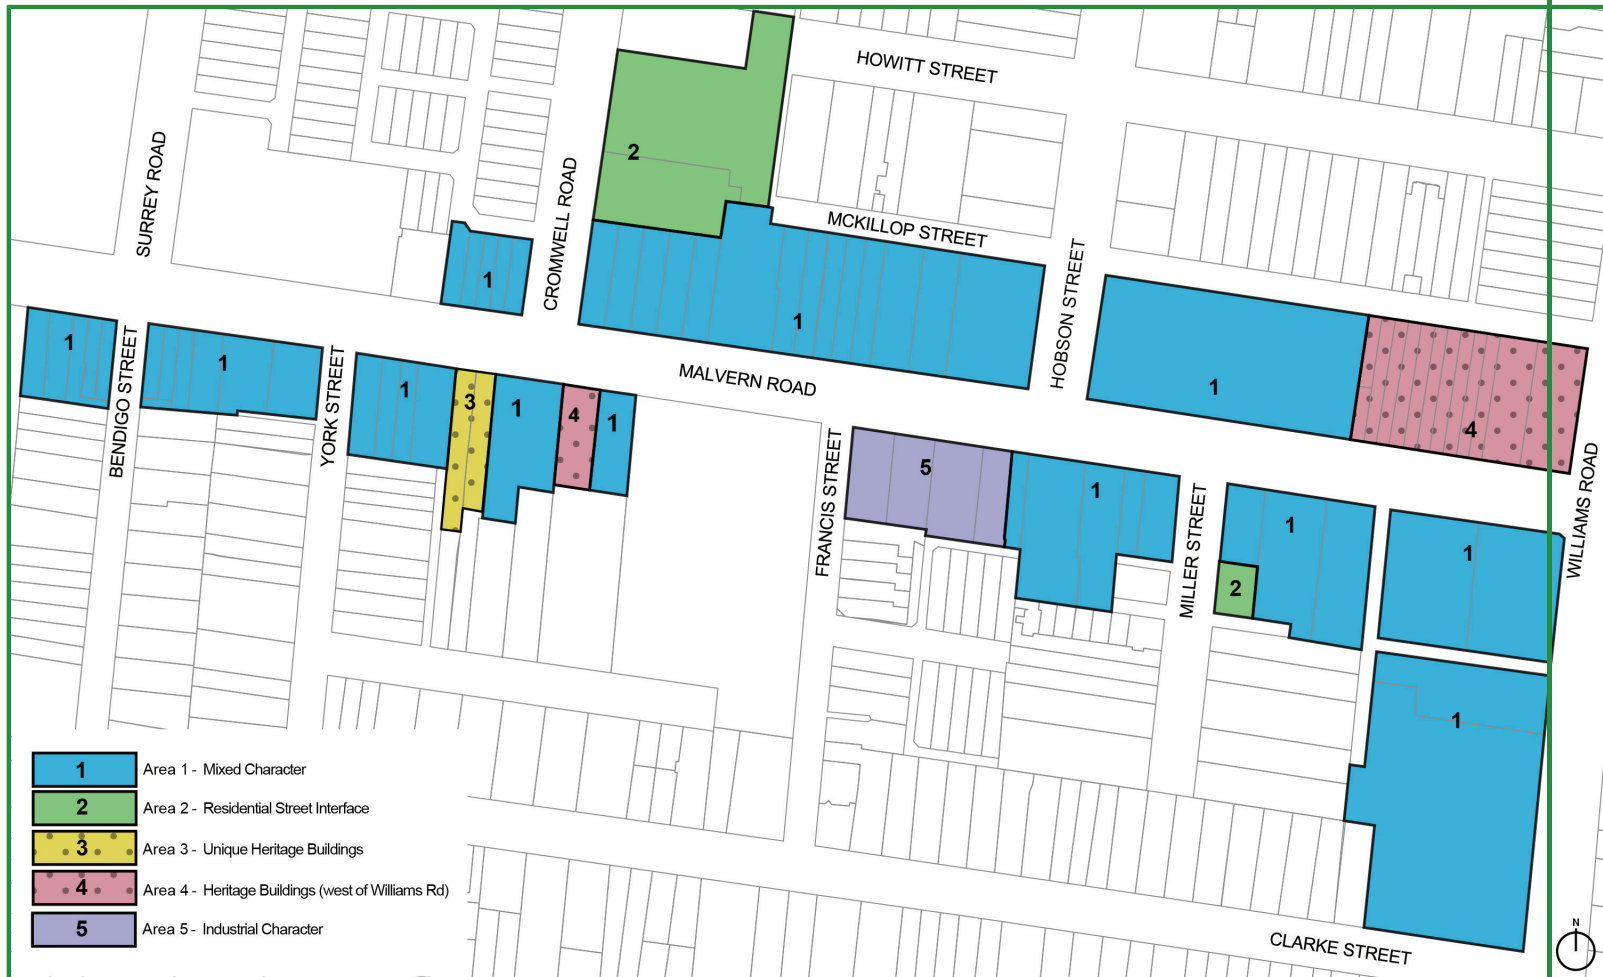 HOWITT STREET
SURREY ROAD
CROMWELL ROAD
2
MCKILLOP STREET
HOBSON STREET
1
1
1
1
4
MALVERN ROAD
WILLIAMS ROAD
1
BENDIGO STREET
1
YORK STREET
1
3
1
4
1
FRANCIS STREET
5
1
MILLER STREET
1
2
1
1
CLARKE STREET
N
1 Area 1 - Mixed Character
2 Area 2 - Residential Street Interface
3 Area 3 - Unique Heritage Buildings
4 Area 4 - Heritage Buildings (west of Williams Rd)
5 Area 5 - Industrial Character